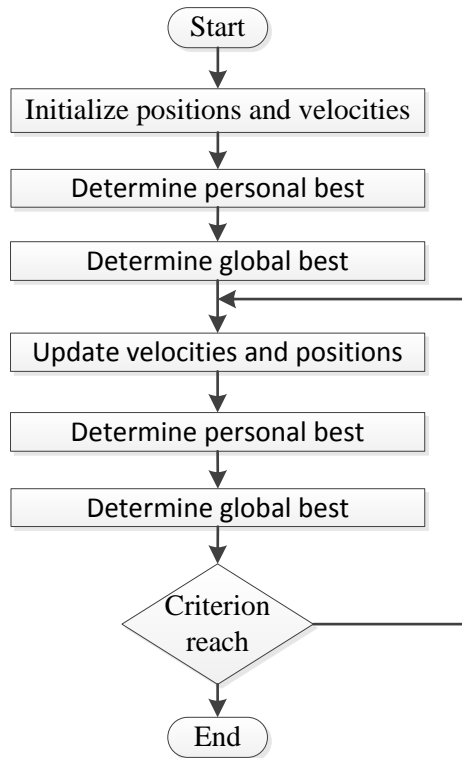 Start
Initialize positions and velocities
Determine personal best
Determine global best
Update velocities and positions
Determine personal best
Determine global best
Criterion
reach
End